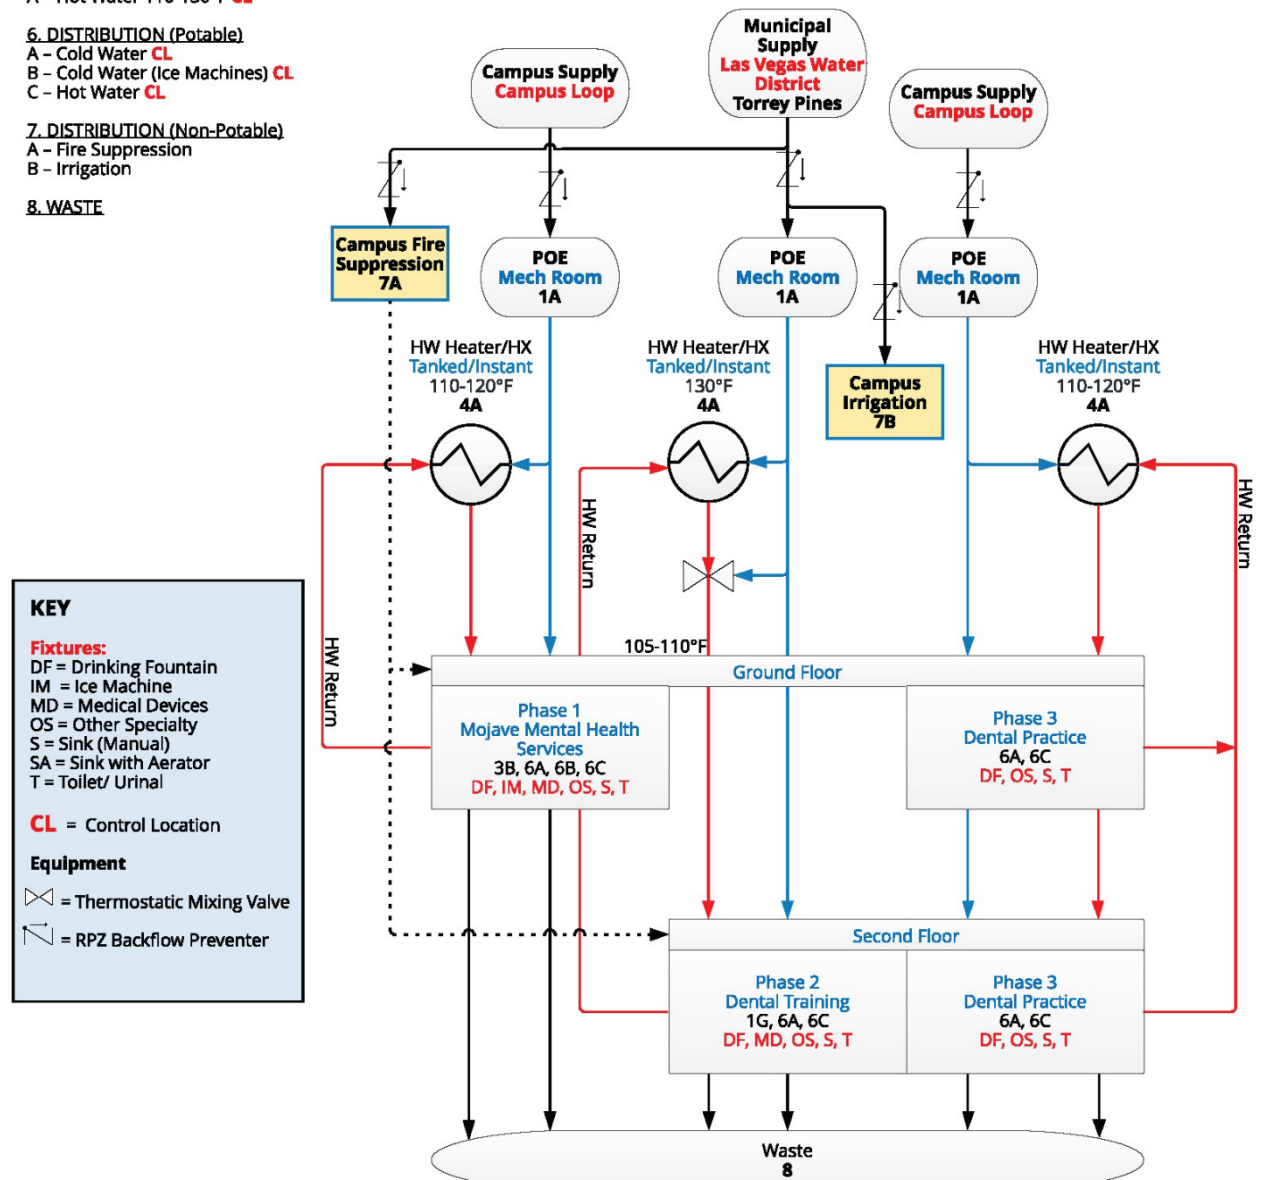 6. DISTRIBUTION (Potable)
A – Cold Water CL
B – Cold Water (Ice Machines) CL
C – Hot Water CL
7. DISTRIBUTION (Non-Potable)
A – Fire Suppression
B – Irrigation
8. WASTE
Campus Supply
Campus Loop
Municipal
Supply
Las Vegas Water
District
Torrey Pines
Campus Supply
Campus Loop
Campus Fire
Suppression
7A
POE
Mech Room
1A
POE
Mech Room
1A
POE
Mech Room
1A
HW Heater/HX
Tanked/Instant
110-120°F
4A
HW Heater/HX
Tanked/Instant
130°F
4A
Campus
Irrigation
7B
HW Heater/HX
Tanked/Instant
110-120°F
4A
HW Return
HW Return
HW Return
105-110°F
Ground Floor
Phase 1
Mojave Mental Health
Services
3B, 6A, 6B, 6C
DF, IM, MD, OS, S, T
Phase 3
Dental Practice
6A, 6C
DF, OS, S, T
Second Floor
Phase 2
Dental Training
1G, 6A, 6C
DF, MD, OS, S, T
Phase 3
Dental Practice
6A, 6C
DF, OS, S, T
Waste
8
KEY
Fixtures:
DF = Drinking Fountain
IM = Ice Machine
MD = Medical Devices
OS = Other Specialty
S = Sink (Manual)
SA = Sink with Aerator
T = Toilet/ Urinal
CL = Control Location
Equipment
= Thermostatic Mixing Valve
= RPZ Backflow Preventer